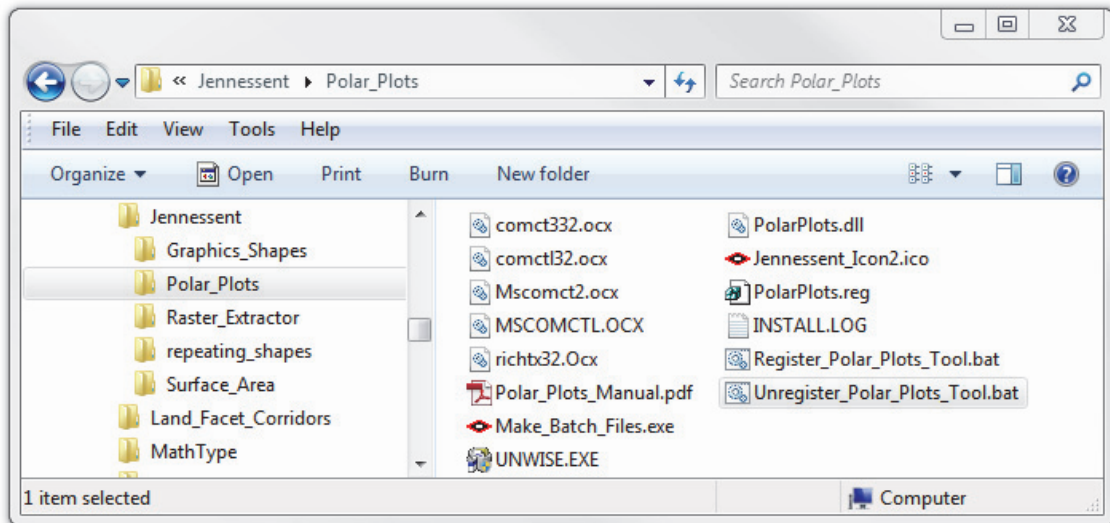 « Jennessent ▸ Polar_Plots
Search Polar_Plots
File Edit View Tools Help
Organize Open Print Burn New folder
Jennessent
Graphics_Shapes
Polar_Plots
Raster_Extractor
repeating_shapes
Surface_Area
Land_Facet_Corridors
MathType
comct332.ocx
comctl32.ocx
Mscomct2.ocx
MSCOMCTL.OCX
richtx32.Ocx
Polar_Plots_Manual.pdf
Make_Batch_Files.exe
UNWISE.EXE
PolarPlots.dll
Jennessent_Icon2.ico
PolarPlots.reg
INSTALL.LOG
Register_Polar_Plots_Tool.bat
Unregister_Polar_Plots_Tool.bat
1 item selected
Computer